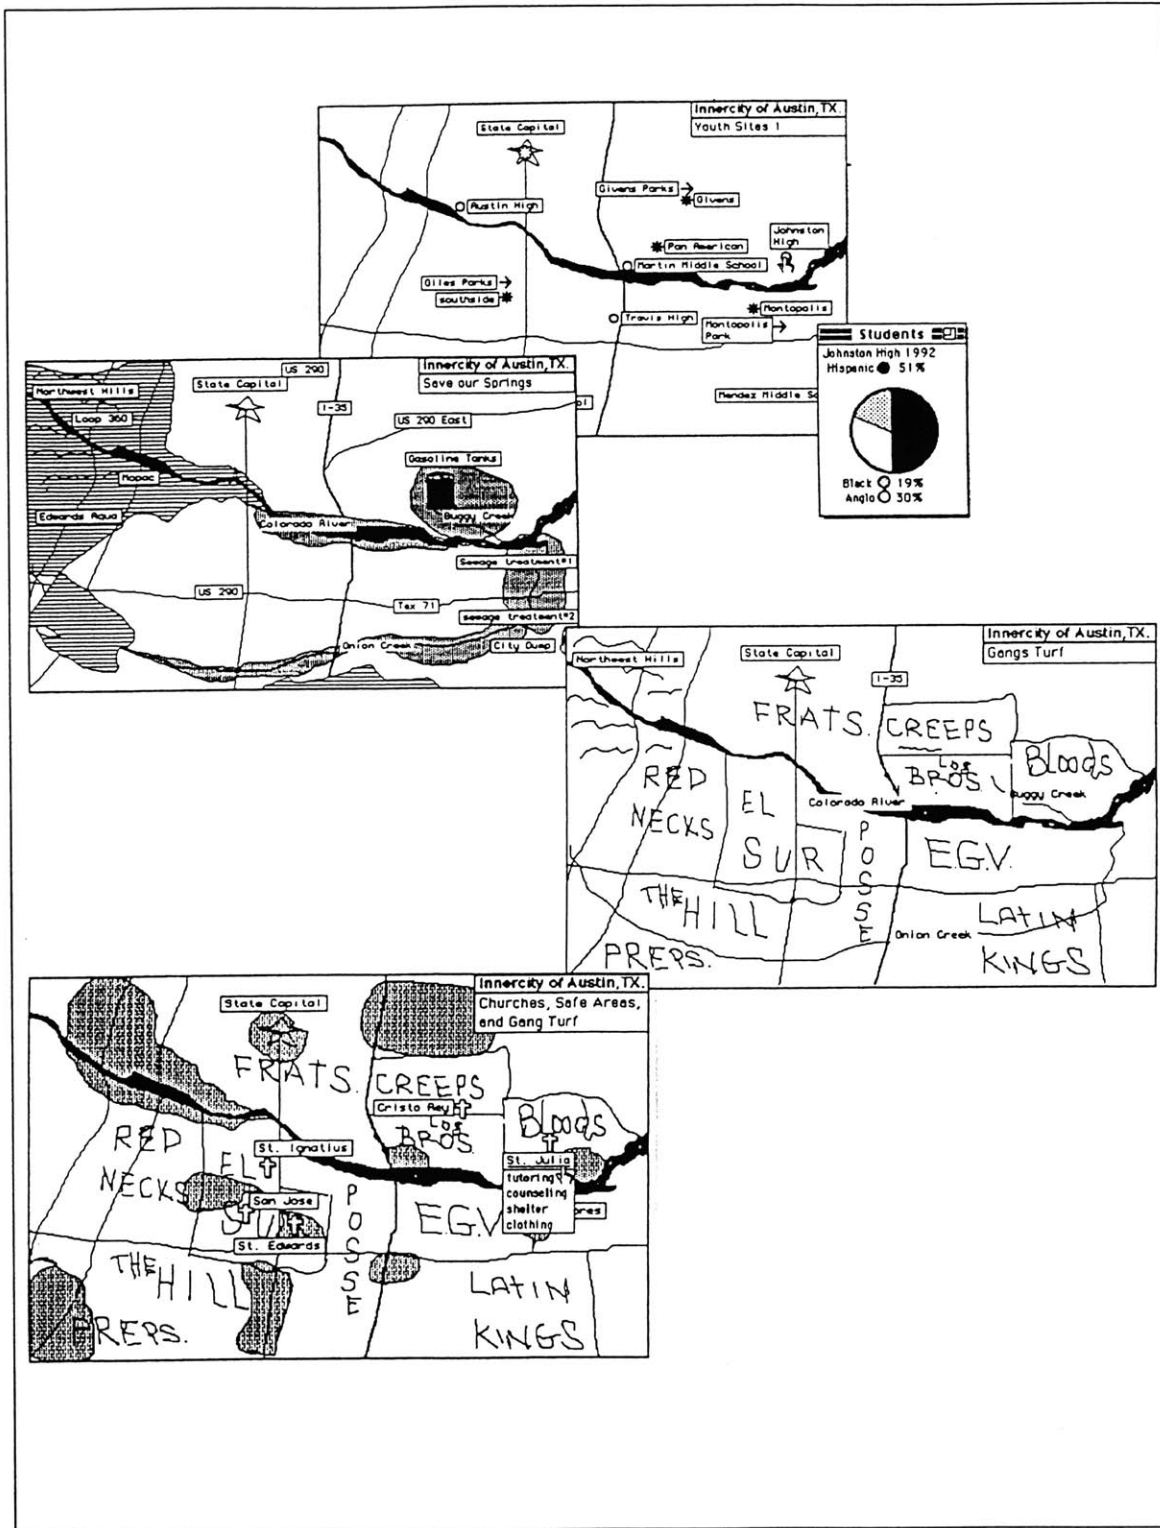 Innercity of Austin,TX.
Youth Sites 1
State Capital
Givens Parks
Givens
Austin High
Pan American
Johnston
High
Martin Middle School
Giles Parks
southside
Montopolis
Travis High
Montopolis
Park
Mendez Middle Sc
Students
Johnston High 1992
Hispanic 51%
Black 19%
Anglo 30%
Innercity of Austin,TX.
Save our Springs
US 290
State Capital
Northwest Hills
I-35
Loop 360
US 290 East
Gasoline Tanks
Mopac
Edwards Aqua
Colorado River
Buggy Creek
Sewage treatment#1
US 290
Tex 71
sewage treatment#2
Onion Creek
City Dump
Innercity of Austin,TX.
Gangs Turf
State Capital
Northwest Hills
I-35
FRATS.
CREEPS
Los
BROS.
BLOODS
Buggy Creek
RED
NECKS
EL
SUR
Colorado River
POSSE
E.G.V.
THE
HILL
LATIN
KINGS
Onion Creek
PREPS.
Innercity of Austin,TX.
Churches, Safe Areas,
and Gang Turf
State Capital
FRATS.
CREEPS
Cristo Rey
Los
BROS.
BLOODS
RED
NECKS
St. Ignatius
EL
St. Julia
tutoring
counseling
shelter
clothing
San Jose
S
POSSE
E.G.V
ores
St. Edwards
THE
HILL
LATIN
KINGS
PREPS.